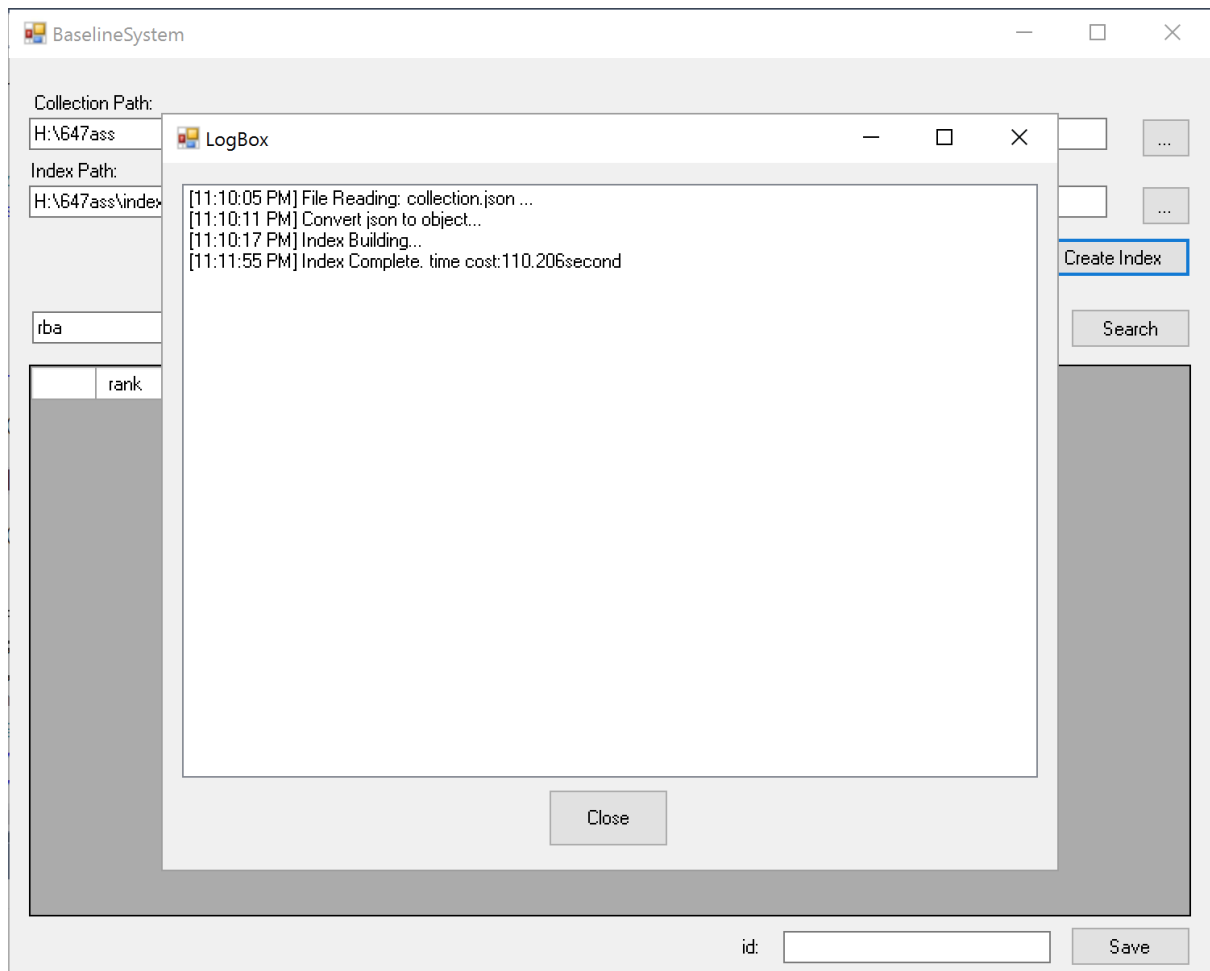 BaselineSystem
Collection Path:
H:\647ass
...
Index Path:
H:\647ass\index
...
Create Index
rba
Search
rank
LogBox
[11:10:05 PM] File Reading: collection.json ...
[11:10:11 PM] Convert json to object...
[11:10:17 PM] Index Building...
[11:11:55 PM] Index Complete. time cost:110.206second
Close
id:
Save